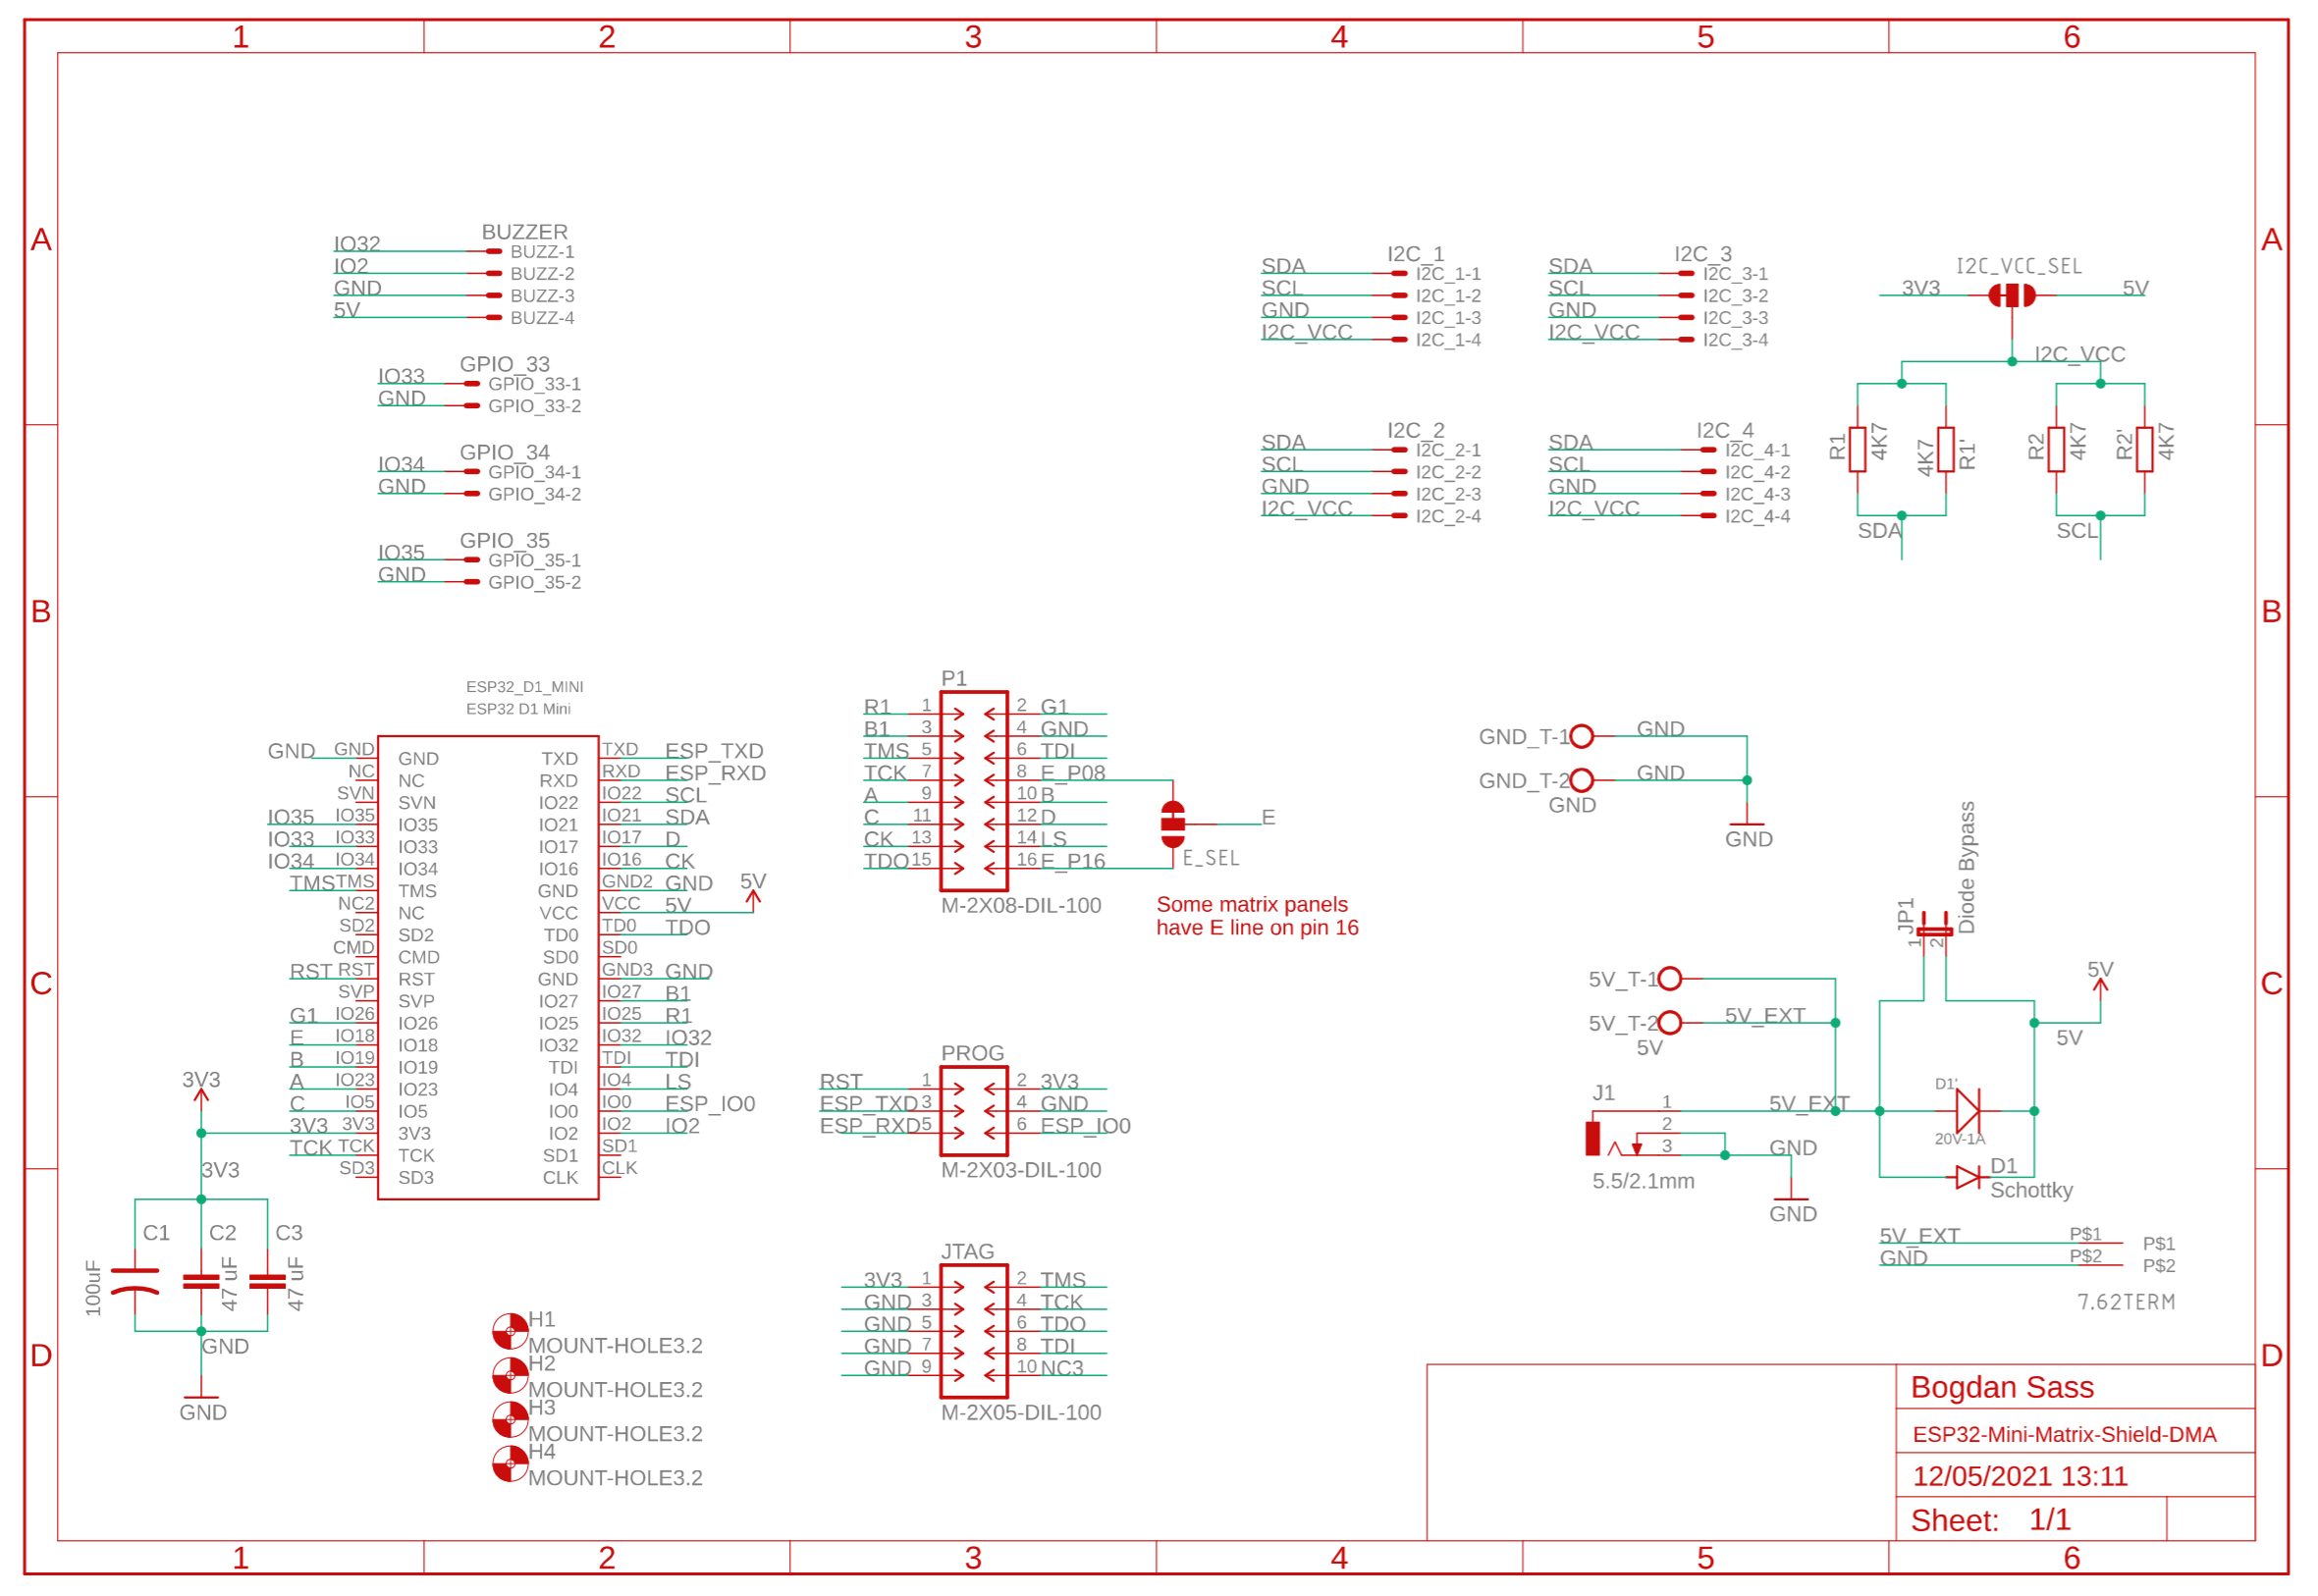 1 2 3 4 5 6
A A
B B
C C
D D
BUZZER
IO32 BUZZ-1
IO2 BUZZ-2
GND BUZZ-3
5V BUZZ-4
GPIO_33
IO33 GPIO_33-1
GND GPIO_33-2
GPIO_34
IO34 GPIO_34-1
GND GPIO_34-2
GPIO_35
IO35 GPIO_35-1
GND GPIO_35-2
I2C_1
SDA I2C_1-1
SCL I2C_1-2
GND I2C_1-3
I2C_VCC I2C_1-4
I2C_3
SDA I2C_3-1
SCL I2C_3-2
GND I2C_3-3
I2C_VCC I2C_3-4
I2C_2
SDA I2C_2-1
SCL I2C_2-2
GND I2C_2-3
I2C_VCC I2C_2-4
I2C_4
SDA I2C_4-1
SCL I2C_4-2
GND I2C_4-3
I2C_VCC I2C_4-4
I2C_VCC_SEL
3V3 5V
I2C_VCC
R1 4K7 4K7 R1' R2 4K7 R2' 4K7
SDA SCL
ESP32_D1_MINI
ESP32 D1 Mini
GND GND GND TXD TXD ESP_TXD
NC NC RXD RXD ESP_RXD
SVN SVN IO22 IO22 SCL
IO35 IO35 IO35 IO21 IO21 SDA
IO33 IO33 IO33 IO17 IO17 D
IO34 IO34 IO34 IO16 IO16 CK
TMS TMS TMS GND GND2 GND
NC2 NC VCC VCC 5V 5V
SD2 SD2 TD0 TD0 TDO
CMD CMD SD0 SD0
RST RST RST GND GND3 GND
SVP SVP IO27 IO27 B1
G1 IO26 IO26 IO25 IO25 R1
E IO18 IO18 IO32 IO32 IO32
B IO19 IO19 TDI TDI TDI
A IO23 IO23 IO4 IO4 LS
C IO5 IO5 IO0 IO0 ESP_IO0
3V3 3V3 3V3 IO2 IO2 IO2
TCK TCK TCK SD1 SD1
SD3 SD3 CLK CLK
3V3
3V3
C1 C2 C3
100uF 47 uF 47 uF
GND
GND
P1
R1 1 2 G1
B1 3 4 GND
TMS 5 6 TDI
TCK 7 8 E_P08
A 9 10 B
C 11 12 D
CK 13 14 LS
TDO 15 16 E_P16
M-2X08-DIL-100
E
E_SEL
Some matrix panels
have E line on pin 16
PROG
RST 1 2 3V3
ESP_TXD 3 4 GND
ESP_RXD 5 6 ESP_IO0
M-2X03-DIL-100
JTAG
3V3 1 2 TMS
GND 3 4 TCK
GND 5 6 TDO
GND 7 8 TDI
GND 9 10 NC3
M-2X05-DIL-100
H1
MOUNT-HOLE3.2
H2
MOUNT-HOLE3.2
H3
MOUNT-HOLE3.2
H4
MOUNT-HOLE3.2
GND_T-1 GND
GND_T-2 GND
GND
GND
JP1 1 2 Diode Bypass
5V_T-1
5V_T-2 5V_EXT
5V
5V
5V
J1 1 5V_EXT
2
3 GND
5.5/2.1mm
GND
D1'
20V-1A
D1
Schottky
5V_EXT P$1 P$1
GND P$2 P$2
7.62TERM
Bogdan Sass
ESP32-Mini-Matrix-Shield-DMA
12/05/2021 13:11
Sheet: 1/1
1 2 3 4 5 6